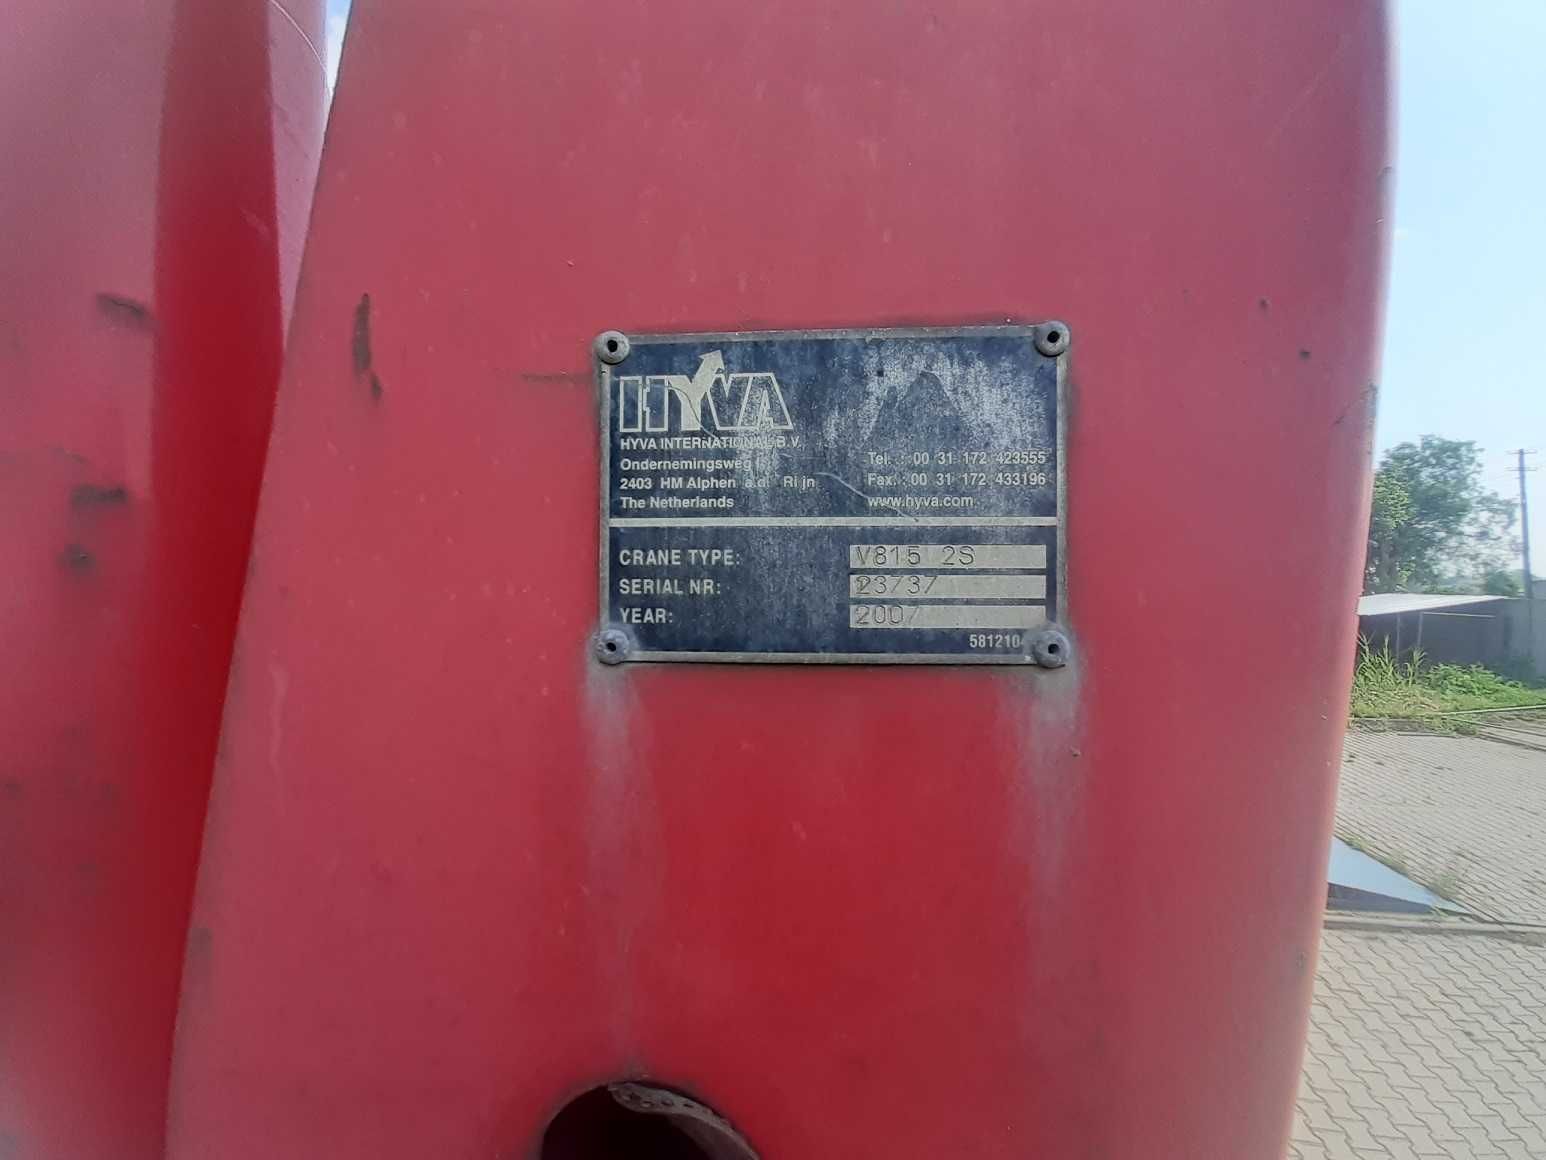 HYVA
HYVA INTERNATIONAL B.V.
Ondernemingsweg
2403 HM Alphen a.d. Rijn
The Netherlands
Tel. : 00 31 172 423555
Fax. : 00 31 172 433196
www.hyva.com
CRANE TYPE: V815 2S
SERIAL NR: 23737
YEAR: 2007
581210